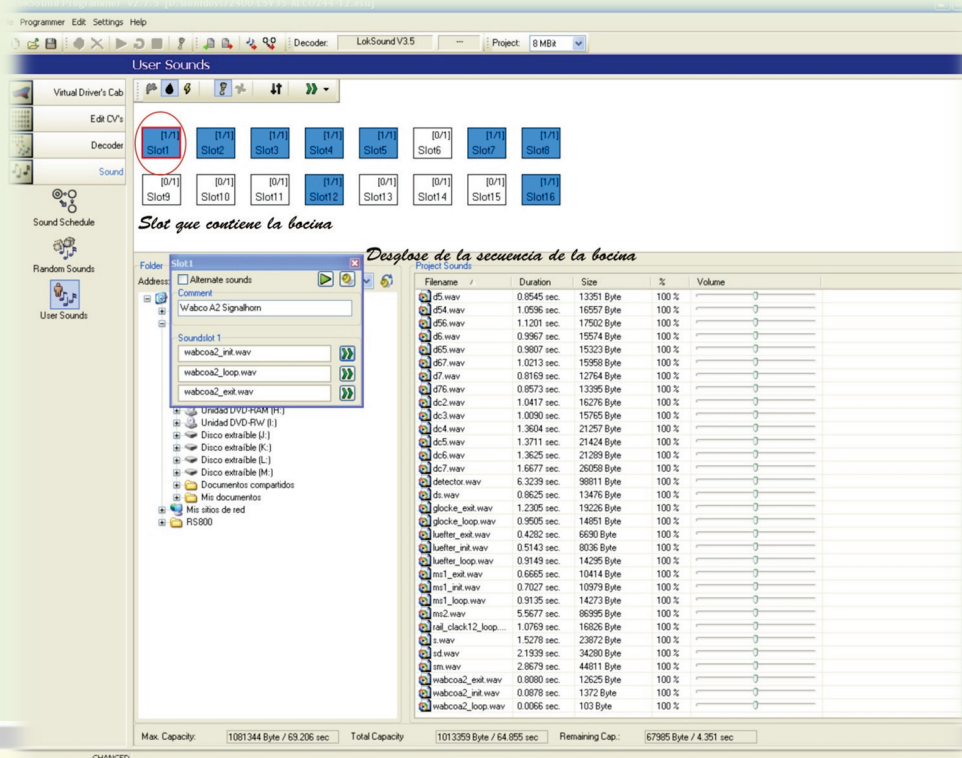 Programmer Edit Settings Help
Decoder: LokSound V3.5 --- Project: 8 MBit
User Sounds
Virtual Driver's Cab
Edit CV's
Decoder
Sound
Sound Schedule
Random Sounds
User Sounds
[1/1] [1/1] [1/1] [1/1] [1/1] [0/1] [1/1] [1/1]
Slot1 Slot2 Slot3 Slot4 Slot5 Slot6 Slot7 Slot8
[0/1] [0/1] [0/1] [1/1] [0/1] [0/1] [0/1] [1/1]
Slot9 Slot10 Slot11 Slot12 Slot13 Slot14 Slot15 Slot16
Slot que contiene la bocina
Desglose de la secuencia de la bocina
Folder
Address:
Slot1
Alternate sounds
Comment
Wabco A2 Signalhorn
Soundslot 1
wabcoa2_init.wav
wabcoa2_loop.wav
wabcoa2_exit.wav
Unidad DVD-RAM (H:)
Unidad DVD-RW (I:)
Disco extraíble (J:)
Disco extraíble (K:)
Disco extraíble (L:)
Disco extraíble (M:)
Documentos compartidos
Mis documentos
Mis sitios de red
RS800
Project Sounds
Filename / Duration Size % Volume
d5.wav 0.8545 sec. 13351 Byte 100 %
d54.wav 1.0596 sec. 16557 Byte 100 %
d56.wav 1.1201 sec. 17502 Byte 100 %
d6.wav 0.9967 sec. 15574 Byte 100 %
d65.wav 0.9807 sec. 15323 Byte 100 %
d67.wav 1.0213 sec. 15958 Byte 100 %
d7.wav 0.8169 sec. 12764 Byte 100 %
d76.wav 0.8573 sec. 13395 Byte 100 %
dc2.wav 1.0417 sec. 16276 Byte 100 %
dc3.wav 1.0090 sec. 15765 Byte 100 %
dc4.wav 1.3604 sec. 21257 Byte 100 %
dc5.wav 1.3711 sec. 21424 Byte 100 %
dc6.wav 1.3625 sec. 21289 Byte 100 %
dc7.wav 1.6677 sec. 26058 Byte 100 %
detector.wav 6.3239 sec. 98811 Byte 100 %
ds.wav 0.8625 sec. 13476 Byte 100 %
glocke_exit.wav 1.2305 sec. 19226 Byte 100 %
glocke_loop.wav 0.9505 sec. 14851 Byte 100 %
luefter_exit.wav 0.4282 sec. 6690 Byte 100 %
luefter_init.wav 0.5143 sec. 8036 Byte 100 %
luefter_loop.wav 0.9149 sec. 14295 Byte 100 %
ms1_exit.wav 0.6665 sec. 10414 Byte 100 %
ms1_init.wav 0.7027 sec. 10979 Byte 100 %
ms1_loop.wav 0.9135 sec. 14273 Byte 100 %
ms2.wav 5.5677 sec. 86995 Byte 100 %
rail_clack12_loop.... 1.0769 sec. 16826 Byte 100 %
s.wav 1.5278 sec. 23872 Byte 100 %
sd.wav 2.1939 sec. 34280 Byte 100 %
sm.wav 2.8679 sec. 44811 Byte 100 %
wabcoa2_exit.wav 0.8080 sec. 12625 Byte 100 %
wabcoa2_init.wav 0.0878 sec. 1372 Byte 100 %
wabcoa2_loop.wav 0.0066 sec. 103 Byte 100 %
Max. Capacity: 1081344 Byte / 69.206 sec Total Capacity 1013359 Byte / 64.855 sec Remaining Cap.: 67985 Byte / 4.351 sec